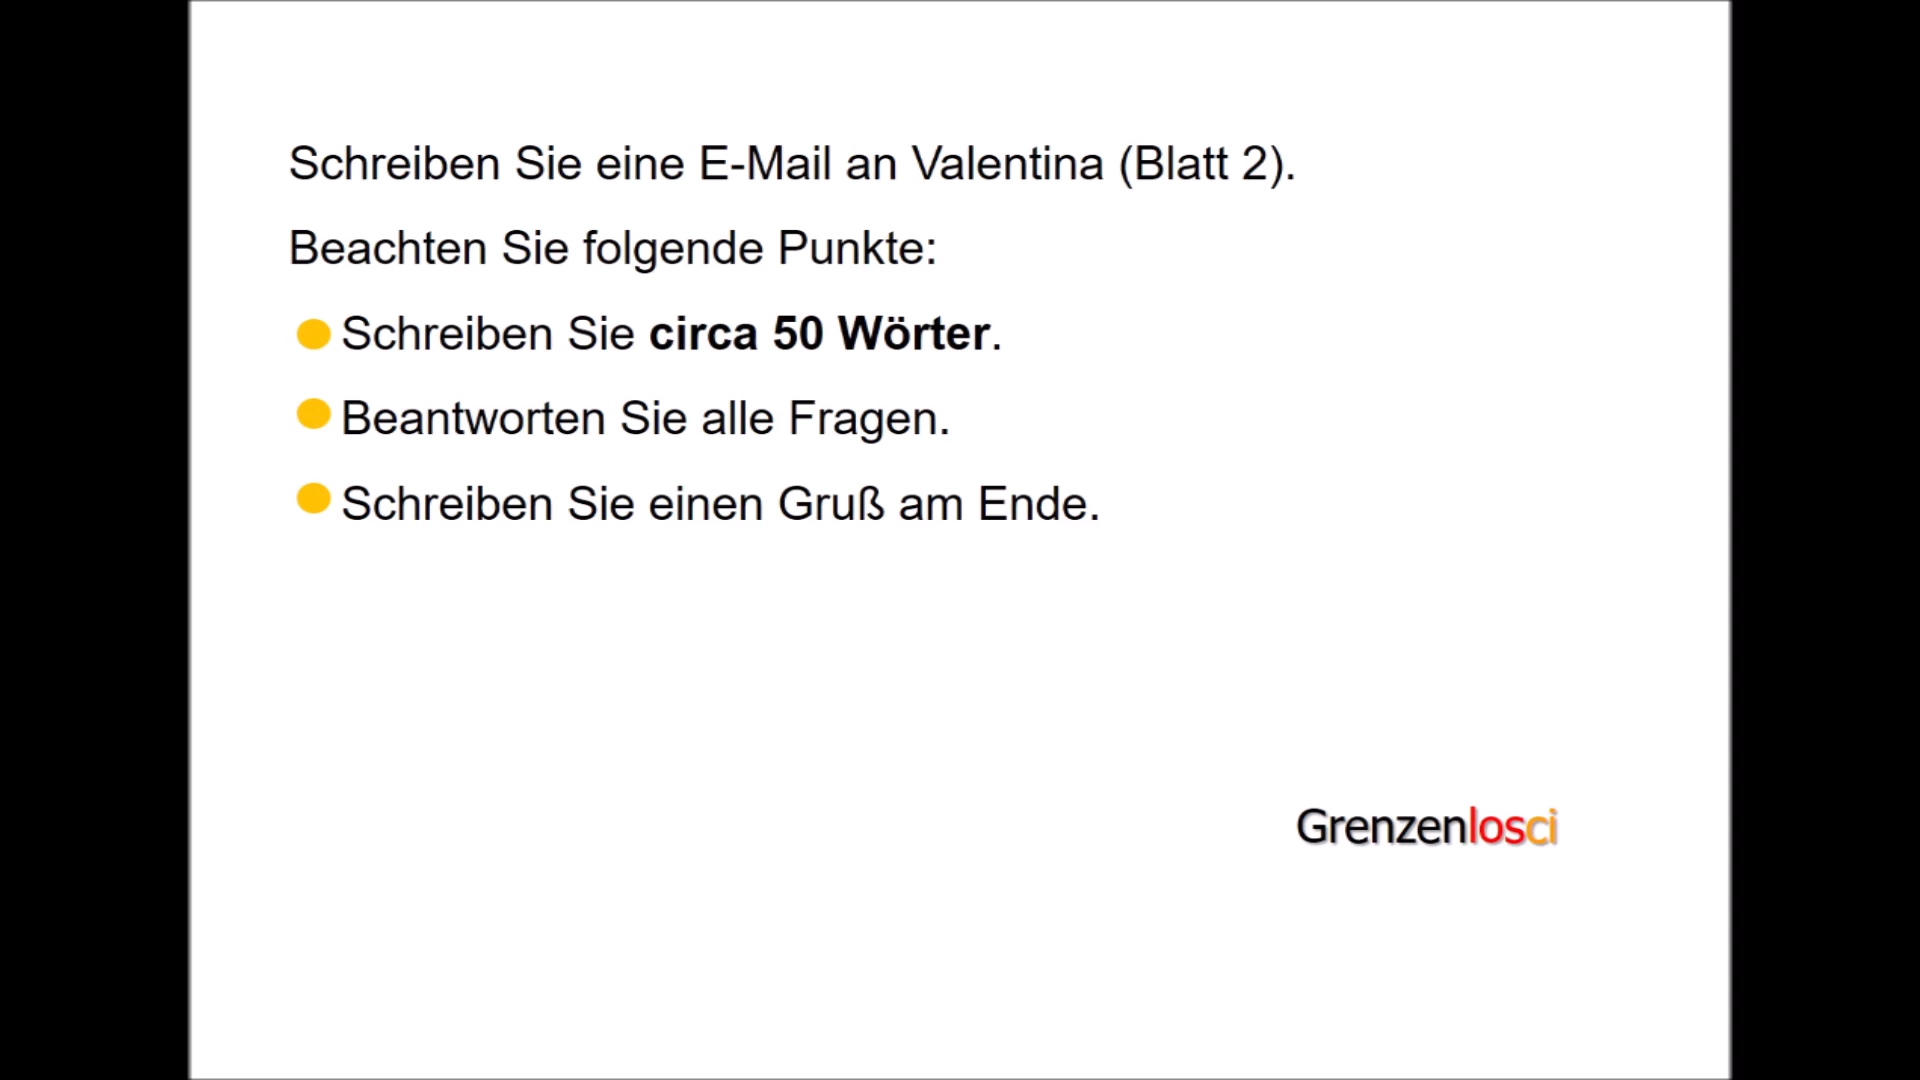 Schreiben Sie eine E-Mail an Valentina (Blatt 2).
Beachten Sie folgende Punkte:
Schreiben Sie circa 50 Wörter.
Beantworten Sie alle Fragen.
Schreiben Sie einen Gruß am Ende.
Grenzenlosci